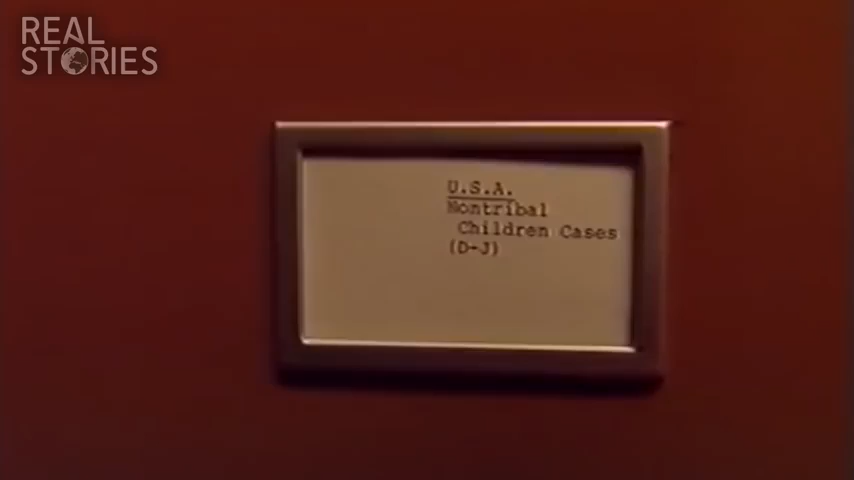 REAL
STORIES
U.S.A.
Nontribal
Children Cases
(D-J)